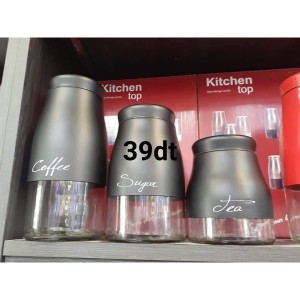 Kitchen
top
Kitchen
top
39dt
Coffee
Sugar
Tea